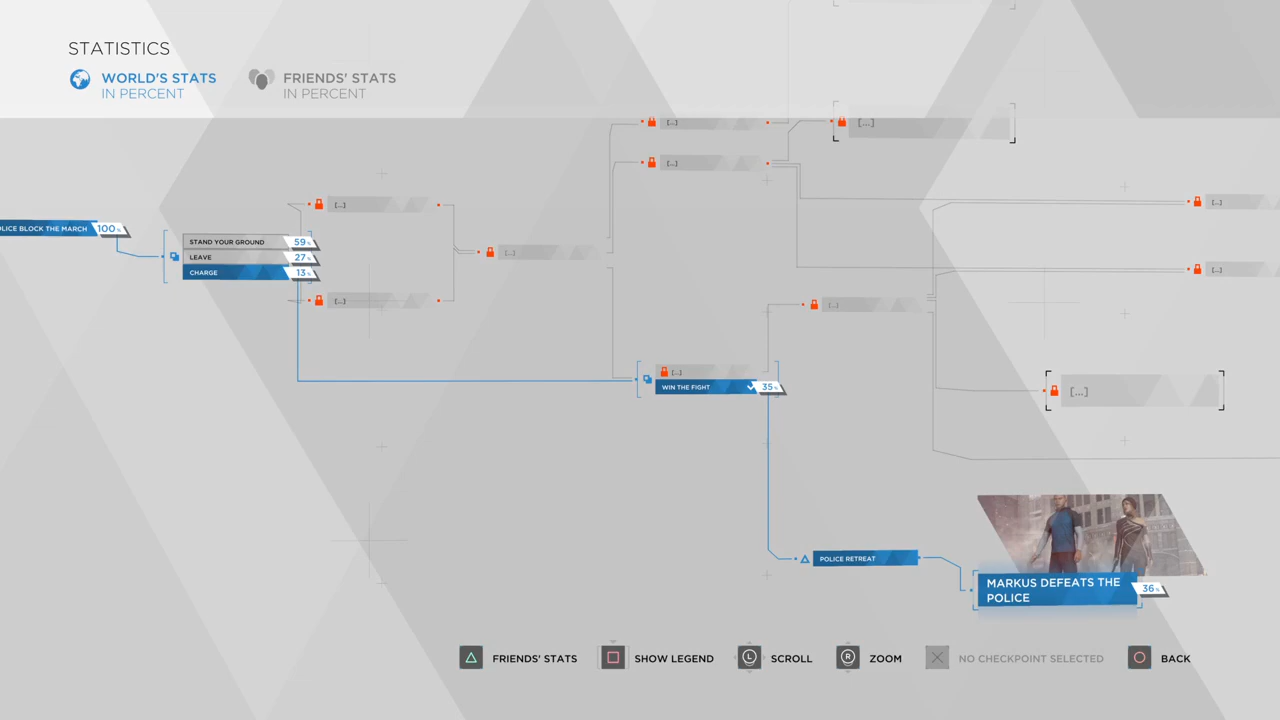 STATISTICS
WORLD'S STATS
IN PERCENT
FRIENDS' STATS
IN PERCENT
[...]
[...]
[...]
[...]
[...]
LICE BLOCK THE MARCH 100%
STAND YOUR GROUND 59%
LEAVE 27%
CHARGE 13%
[...]
[...]
[...]
[...]
[...]
WIN THE FIGHT 35%
[...]
POLICE RETREAT
MARKUS DEFEATS THE
POLICE
36%
FRIENDS' STATS
SHOW LEGEND
L SCROLL
R ZOOM
NO CHECKPOINT SELECTED
BACK